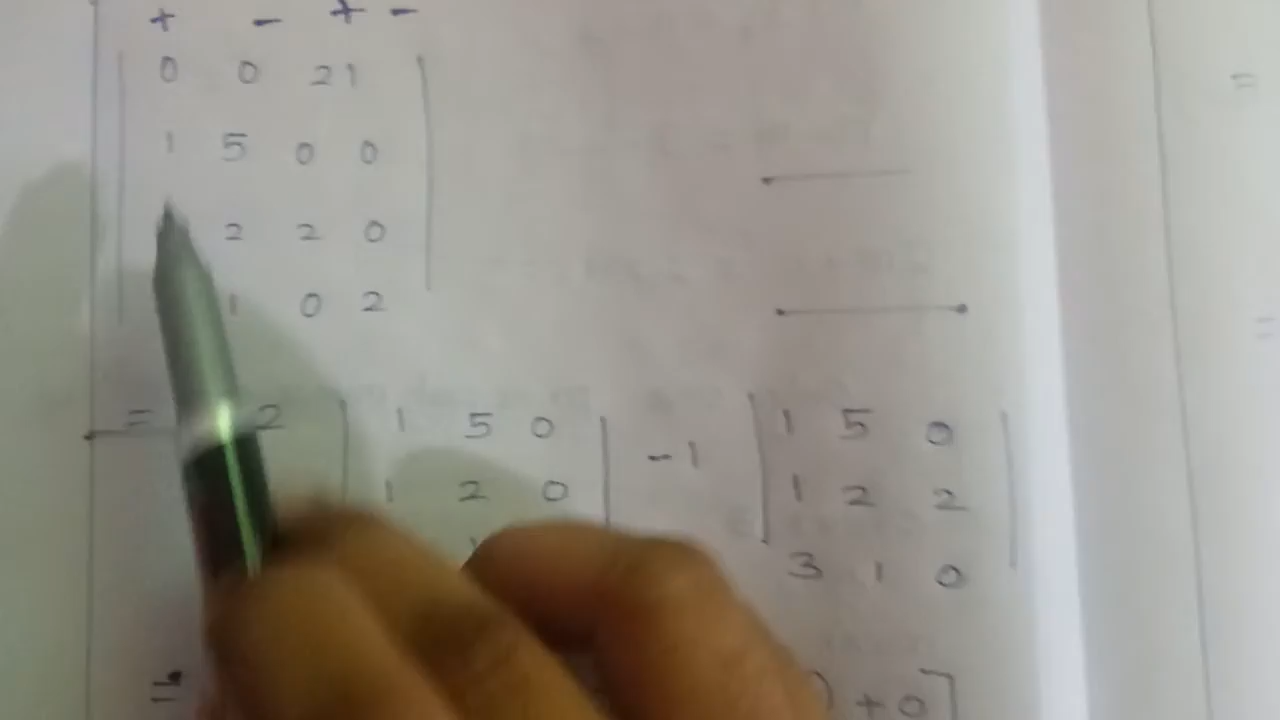 + - + -
0 0 2 1
1 5 0 0
2 2 0
1 0 2
= 2 | 1 5 0 | -1 | 1 5 0 |
1 2 0 1 2 2
3 1 0
) + 0 ]